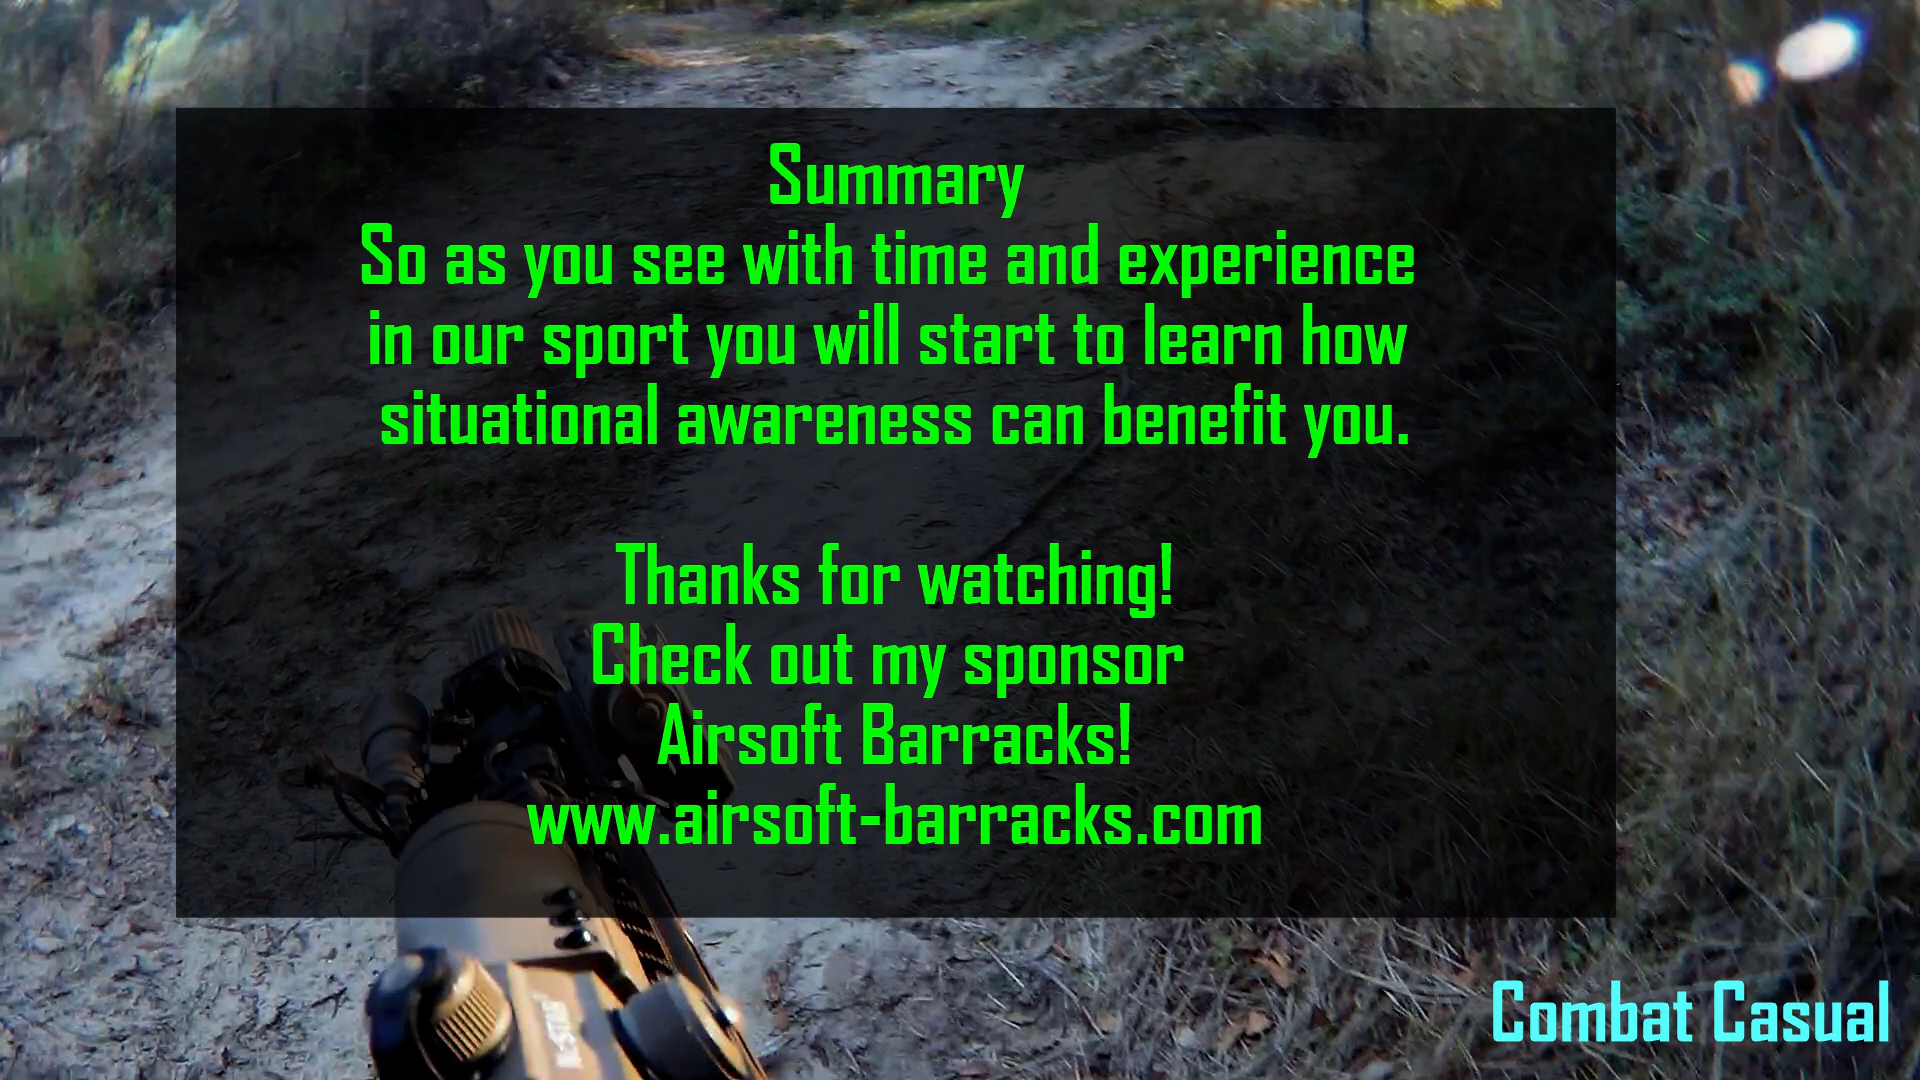 Summary
So as you see with time and experience
in our sport you will start to learn how
situational awareness can benefit you.
Thanks for watching!
Check out my sponsor
Airsoft Barracks!
www.airsoft-barracks.com
Combat Casual